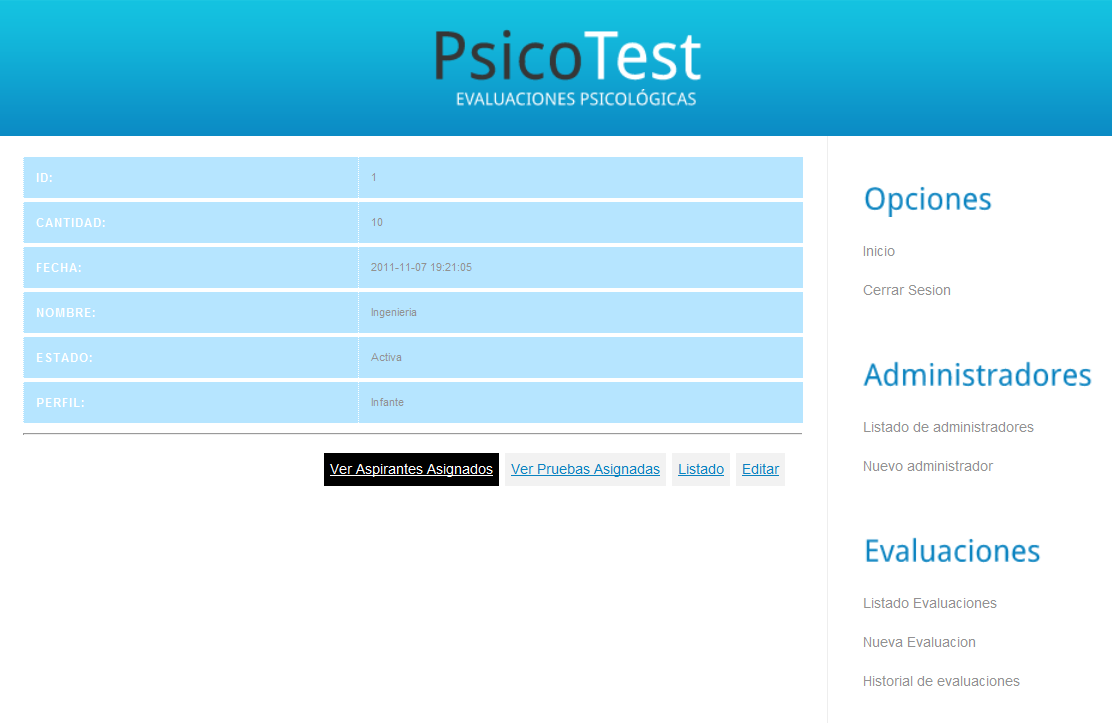 PsicoTest
EVALUACIONES PSICOLÓGICAS
ID: 1
CANTIDAD: 10
FECHA: 2011-11-07 19:21:05
NOMBRE: Ingenieria
ESTADO: Activa
PERFIL: Infante
Ver Aspirantes Asignados Ver Pruebas Asignadas Listado Editar
Opciones
Inicio
Cerrar Sesion
Administradores
Listado de administradores
Nuevo administrador
Evaluaciones
Listado Evaluaciones
Nueva Evaluacion
Historial de evaluaciones